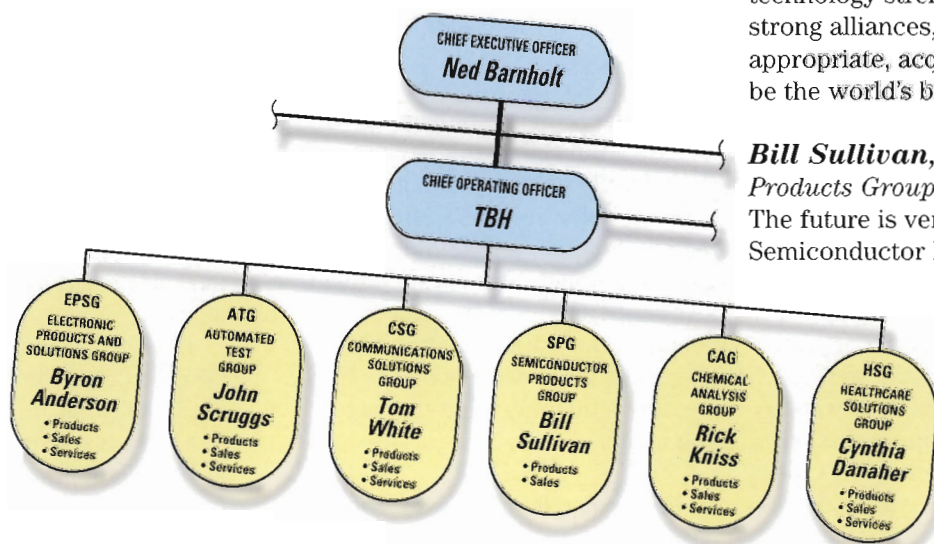 technology
strong alliances,
appropriate, acq
be the world's b
Bill Sullivan,
Products Group
The future is ver
Semiconductor
CHIEF EXECUTIVE OFFICER
Ned Barnholt
CHIEF OPERATING OFFICER
TBH
EPSG
ELECTRONIC
PRODUCTS AND
SOLUTIONS GROUP
Byron
Anderson
• Products
• Sales
• Services
ATG
AUTOMATED
TEST
GROUP
John
Scruggs
• Products
• Sales
• Services
CSG
COMMUNICATIONS
SOLUTIONS
GROUP
Tom
White
• Products
• Sales
• Services
SPG
SEMICONDUCTOR
PRODUCTS
GROUP
Bill
Sullivan
• Products
• Sales
CAG
CHEMICAL
ANALYSIS
GROUP
Rick
Kniss
• Products
• Sales
• Services
HSG
HEALTHCARE
SOLUTIONS
GROUP
Cynthia
Danaher
• Products
• Sales
• Services